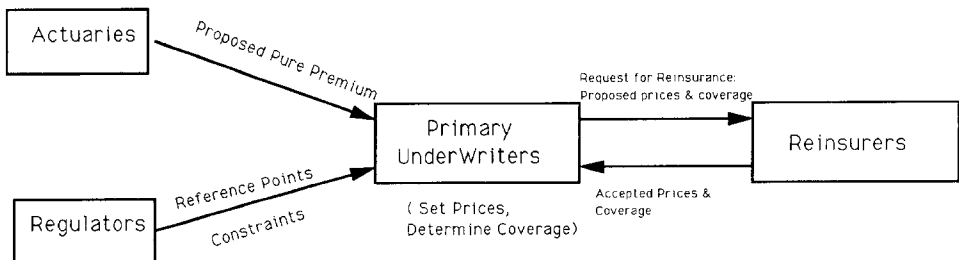 Actuaries
Proposed Pure Premium
Request for Reinsurance:
Proposed prices & coverage
Primary
UnderWriters
Reinsurers
Regulators
Reference Points
Constraints
( Set Prices,
Determine Coverage)
Accepted Prices &
Coverage